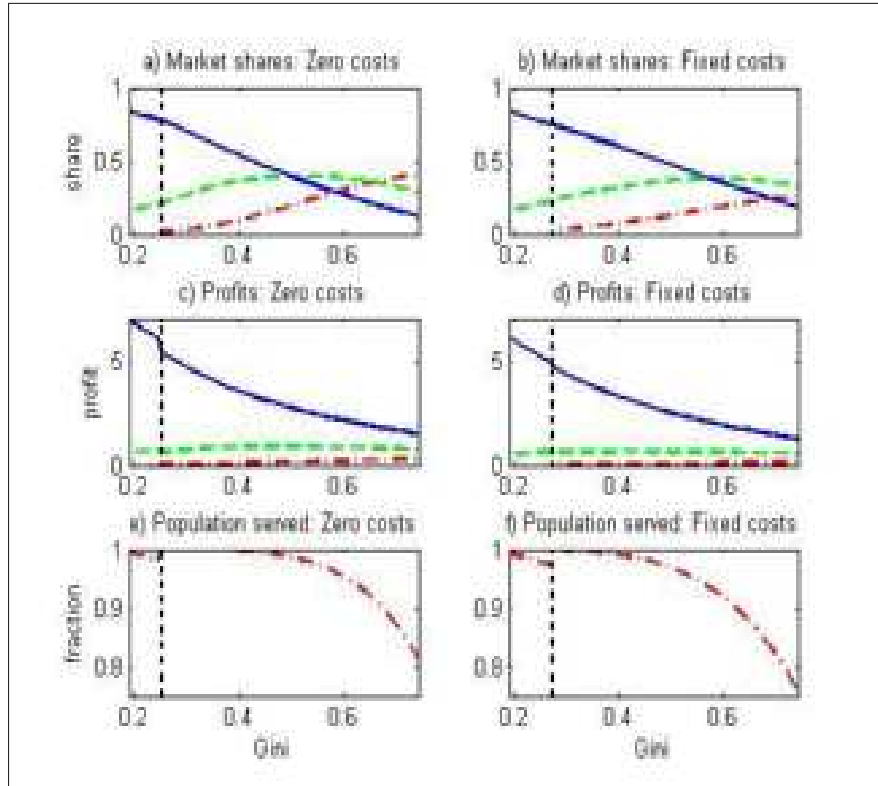 a) Market shares: Zero costs
b) Market shares: Fixed costs
1
0.5
0
share
0.2 0.4 0.6
1
0.5
0
0.2 0.4 0.6
c) Profits: Zero costs
d) Profits: Fixed costs
5
0
profit
0.2 0.4 0.6
5
0
0.2 0.4 0.6
e) Population served: Zero costs
f) Population served: Fixed costs
1
0.9
0.8
fraction
0.2 0.4 0.6
Gini
1
0.9
0.8
0.2 0.4 0.6
Gini